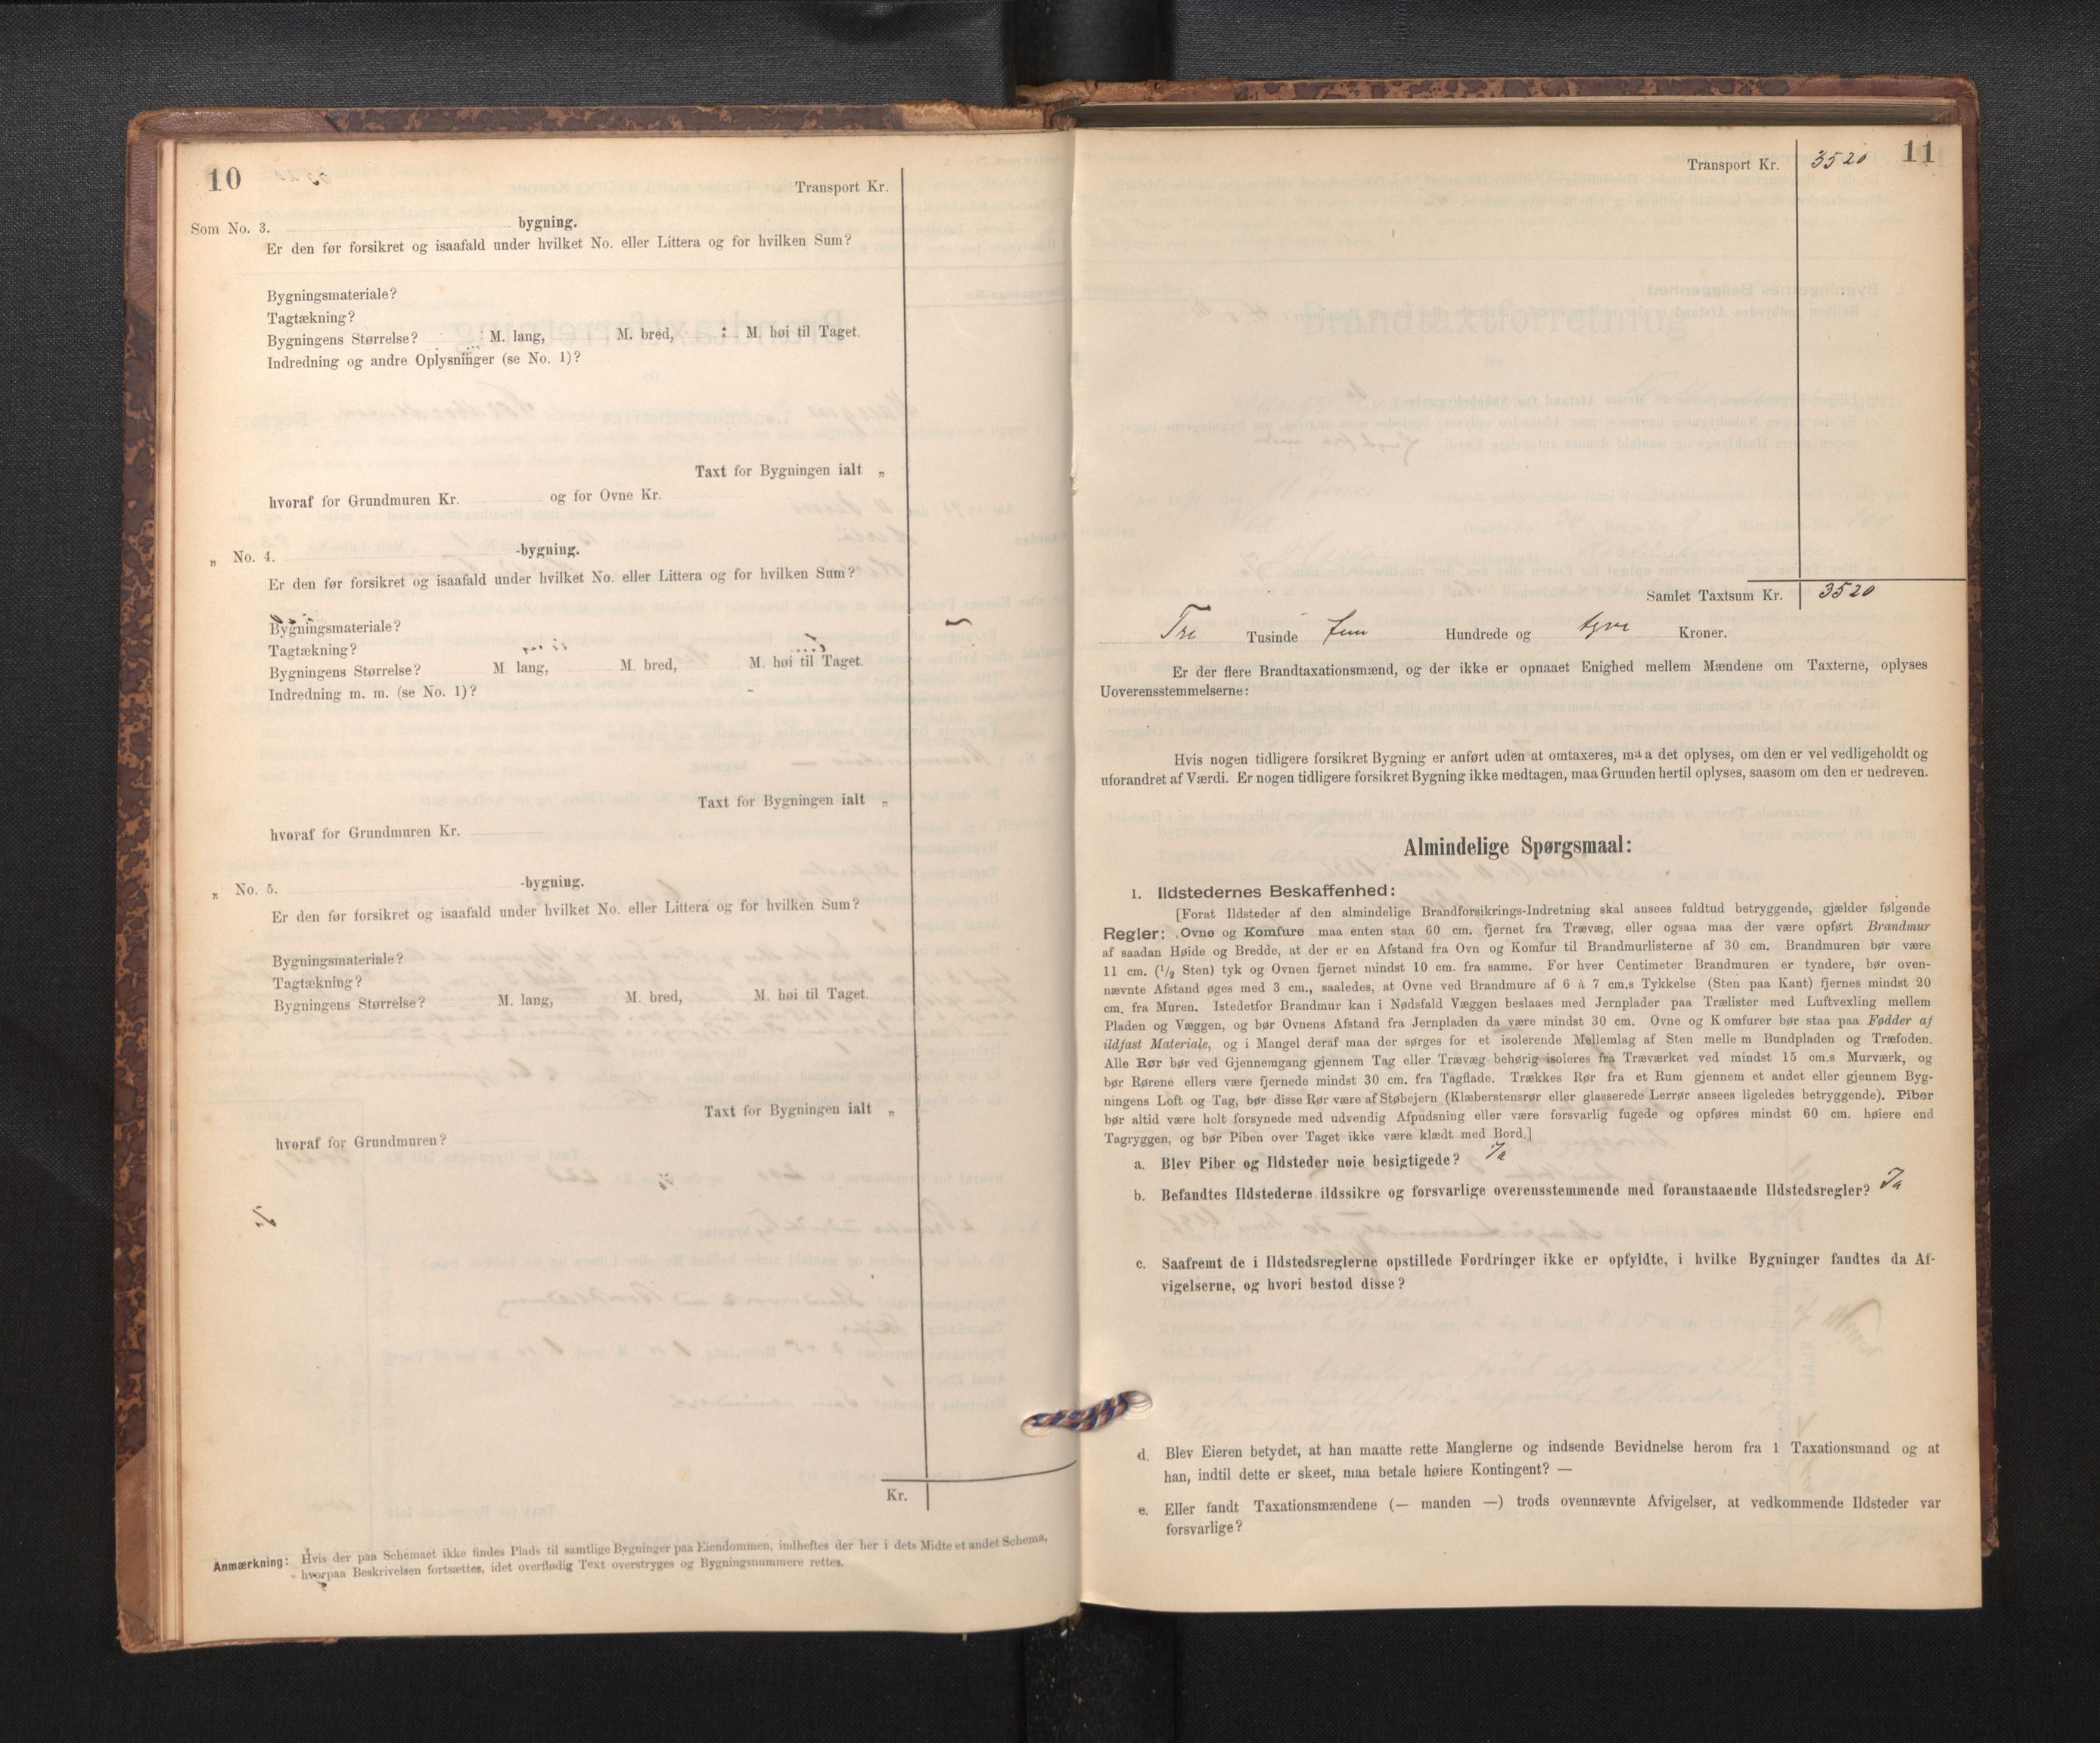 10
Transport Kr.
Som No. 3. bygning.
Er den før forsikret og isaafald under hvilket No. eller Littera og for hvilken Sum?
Bygningsmateriale?
Tagtækning?
Bygningens Størrelse? M. lang, M. bred, M. høi til Taget.
Indredning og andre Oplysninger (se No. 1)?
Taxt for Bygningen ialt „
hvoraf for Grundmuren Kr. og for Ovne Kr.
„ No. 4. -bygning.
Er den før forsikret og isaafald under hvilket No. eller Littera og for hvilken Sum?
Bygningsmateriale?
Tagtækning?
Bygningens Størrelse? M. lang, M. bred, M. høi til Taget.
Indredning m. m. (se No. 1)?
Taxt for Bygningen ialt „
hvoraf for Grundmuren Kr.
„ No. 5. -bygning.
Er den før forsikret og isaafald under hvilket No. eller Littera og for hvilken Sum?
Bygningsmateriale?
Tagtækning?
Bygningens Størrelse? M. lang, M. bred, M. høi til Taget.
Taxt for Bygningen ialt „
hvoraf for Grundmuren?
Kr.
Anmærkning: Hvis der paa Schemaet ikke findes Plads til samtlige Bygninger paa Eiendommen, indheftes der her i dets Midte et andet Schema,
hvorpaa Beskrivelsen fortsættes, idet overflødig Text overstryges og Bygningsnummere rettes.
11
Transport Kr. 3520
Samlet Taxtsum Kr. 3520
Tre Tusinde fem Hundrede og tyve Kroner.
Er der flere Brandtaxationsmænd, og der ikke er opnaaet Enighed mellem Mændene om Taxterne, oplyses
Uoverensstemmelserne:
Hvis nogen tidligere forsikret Bygning er anført uden at omtaxeres, maa det oplyses, om den er vel vedligeholdt og
uforandret af Værdi. Er nogen tidligere forsikret Bygning ikke medtagen, maa Grunden hertil oplyses, saasom om den er nedreven.
Almindelige Spørgsmaal:
1. Ildstedernes Beskaffenhed:
[Forat Ildsteder af den almindelige Brandforsikrings-Indretning skal ansees fuldtud betryggende, gjælder følgende
Regler: Ovne og Komfure maa enten staa 60 cm. fjernet fra Trævæg, eller ogsaa maa der være opført Brandmur
af saadan Høide og Bredde, at der er en Afstand fra Ovn og Komfur til Brandmurlisterne af 30 cm. Brandmuren bør være
11 cm. (1/2 Sten) tyk og Ovnen fjernet mindst 10 cm. fra samme. For hver Centimeter Brandmuren er tyndere, bør oven-
nævnte Afstand øges med 3 cm., saaledes, at Ovne ved Brandmure af 6 à 7 cm.s Tykkelse (Sten paa Kant) fjernes mindst 20
cm. fra Muren. Istedetfor Brandmur kan i Nødsfald Væggen beslaaes med Jernplader paa Trælister med Luftvexling mellem
Pladen og Væggen, og bør Ovnens Afstand fra Jernpladen da være mindst 30 cm. Ovne og Komfurer bør staa paa Fødder af
ildfast Materiale, og i Mangel deraf maa der sørges for et isolerende Mellemlag af Sten mellem Bundpladen og Træfoden.
Alle Rør bør ved Gjennemgang gjennem Tag eller Trævæg behørig isoleres fra Træværket ved mindst 15 cm.s Murværk, og
bør Rørene ellers være fjernede mindst 30 cm. fra Tagflade. Trækkes Rør fra et Rum gjennem et andet eller gjennem Byg-
ningens Loft og Tag, bør disse Rør være af Støbejern (Klæberstensrør eller glasserede Lerrør ansees ligeledes betryggende). Piber
bør altid være helt forsynede med udvendig Afpudsning eller være forsvarlig fugede og opføres mindst 60 cm. høiere end
Tagryggen, og bør Piben over Taget ikke være klædt med Bord.]
a. Blev Piber og Ildsteder nøie besigtigede? Ja
b. Befandtes Ildstederne ildssikre og forsvarlige overensstemmende med foranstaaende Ildstedsregler? Ja
c. Saafremt de i Ildstedsreglerne opstillede Fordringer ikke er opfyldte, i hvilke Bygninger fandtes da Af-
vigelserne, og hvori bestod disse?
d. Blev Eieren betydet, at han maatte rette Manglerne og indsende Bevidnelse herom fra 1 Taxationsmand og at
han, indtil dette er skeet, maa betale høiere Kontingent? —
e. Eller fandt Taxationsmændene (— manden —) trods ovennævnte Afvigelser, at vedkommende Ildsteder var
forsvarlige?